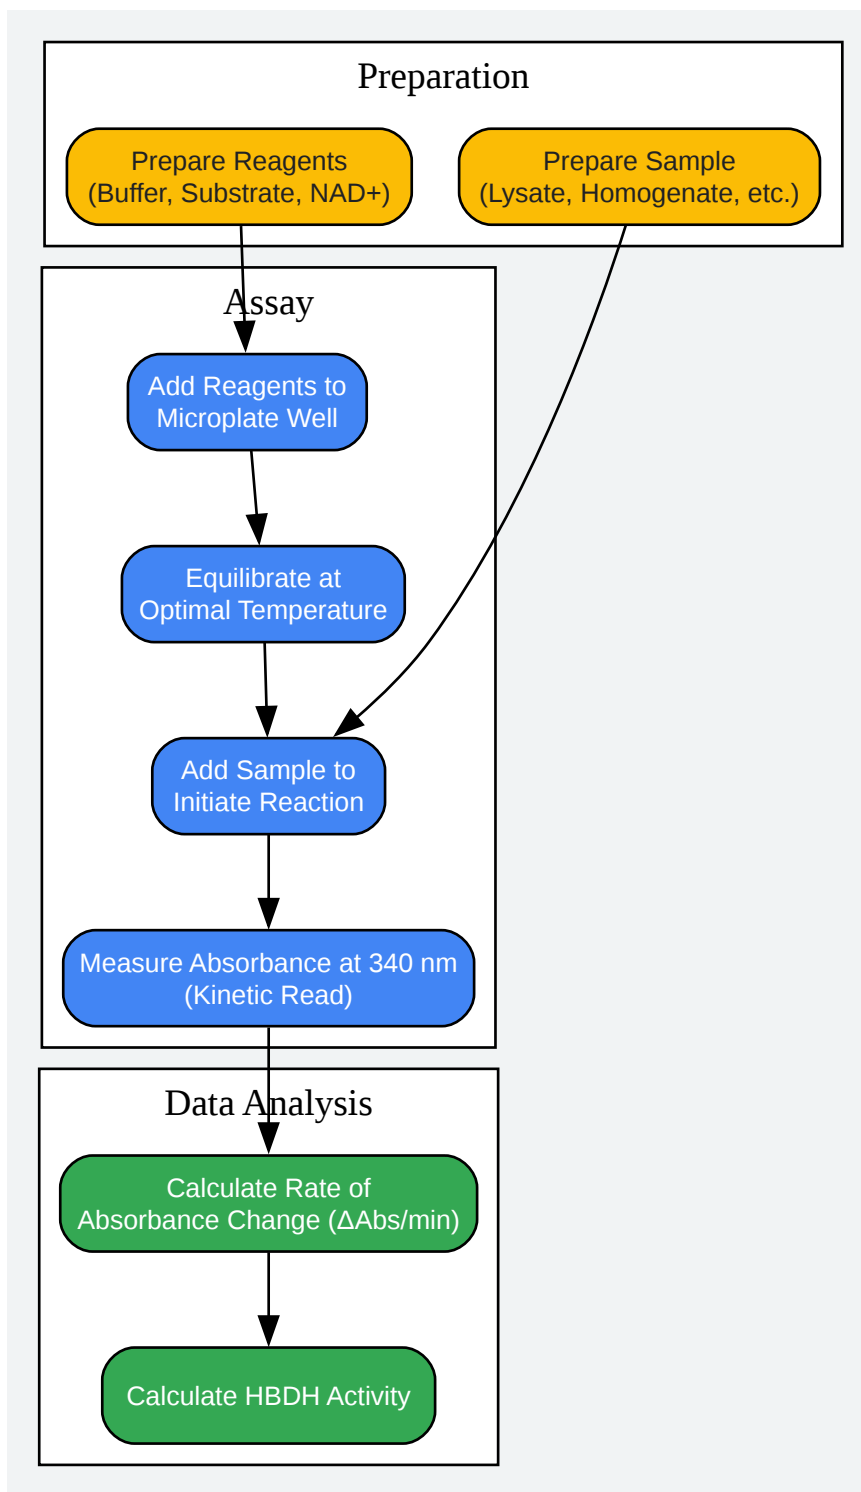 Preparation
Prepare Reagents
(Buffer, Substrate, NAD+)
Prepare Sample
(Lysate, Homogenate, etc.)
Assay
Add Reagents to
Microplate Well
Equilibrate at
Optimal Temperature
Add Sample to
Initiate Reaction
Measure Absorbance at 340 nm
(Kinetic Read)
Data Analysis
Calculate Rate of
Absorbance Change (ΔAbs/min)
Calculate HBDH Activity